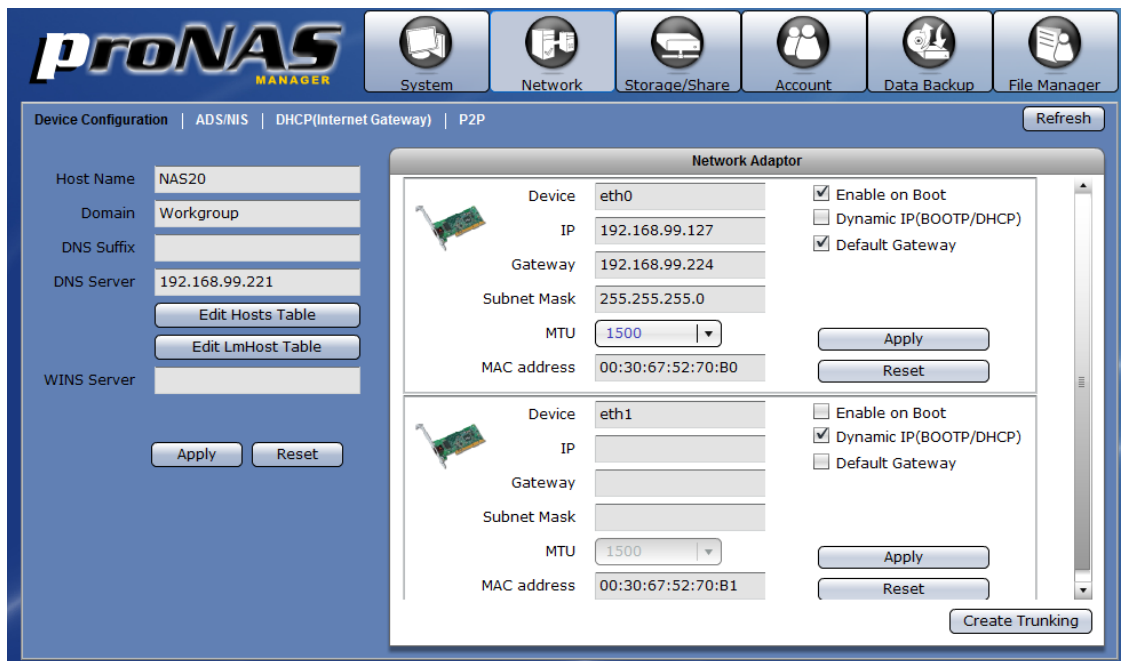 proNAS
MANAGER
System
Network
Storage/Share
Account
Data Backup
File Manager
Device Configuration | ADS/NIS | DHCP(Internet Gateway) | P2P
Refresh
Host Name NAS20
Domain Workgroup
DNS Suffix
DNS Server 192.168.99.221
Edit Hosts Table
Edit LmHost Table
WINS Server
Apply
Reset
Network Adaptor
Device eth0
IP 192.168.99.127
Gateway 192.168.99.224
Subnet Mask 255.255.255.0
MTU 1500
MAC address 00:30:67:52:70:B0
Enable on Boot
Dynamic IP(BOOTP/DHCP)
Default Gateway
Apply
Reset
Device eth1
IP
Gateway
Subnet Mask
MTU 1500
MAC address 00:30:67:52:70:B1
Enable on Boot
Dynamic IP(BOOTP/DHCP)
Default Gateway
Apply
Reset
Create Trunking